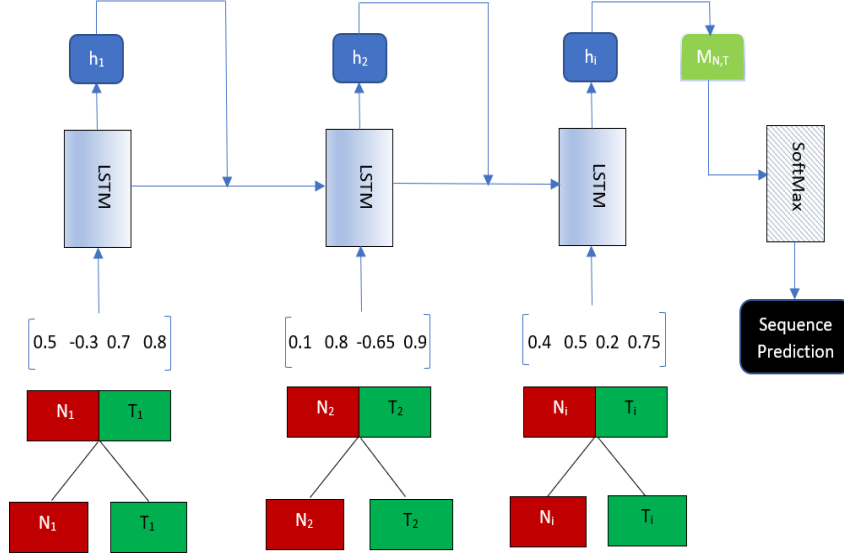 h₁ h₂ hᵢ M_N,T
LSTM LSTM LSTM SoftMax
0.5 -0.3 0.7 0.8 0.1 0.8 -0.65 0.9 0.4 0.5 0.2 0.75
Sequence
Prediction
N₁ T₁ N₂ T₂ Nᵢ Tᵢ
N₁ T₁ N₂ T₂ Nᵢ Tᵢ